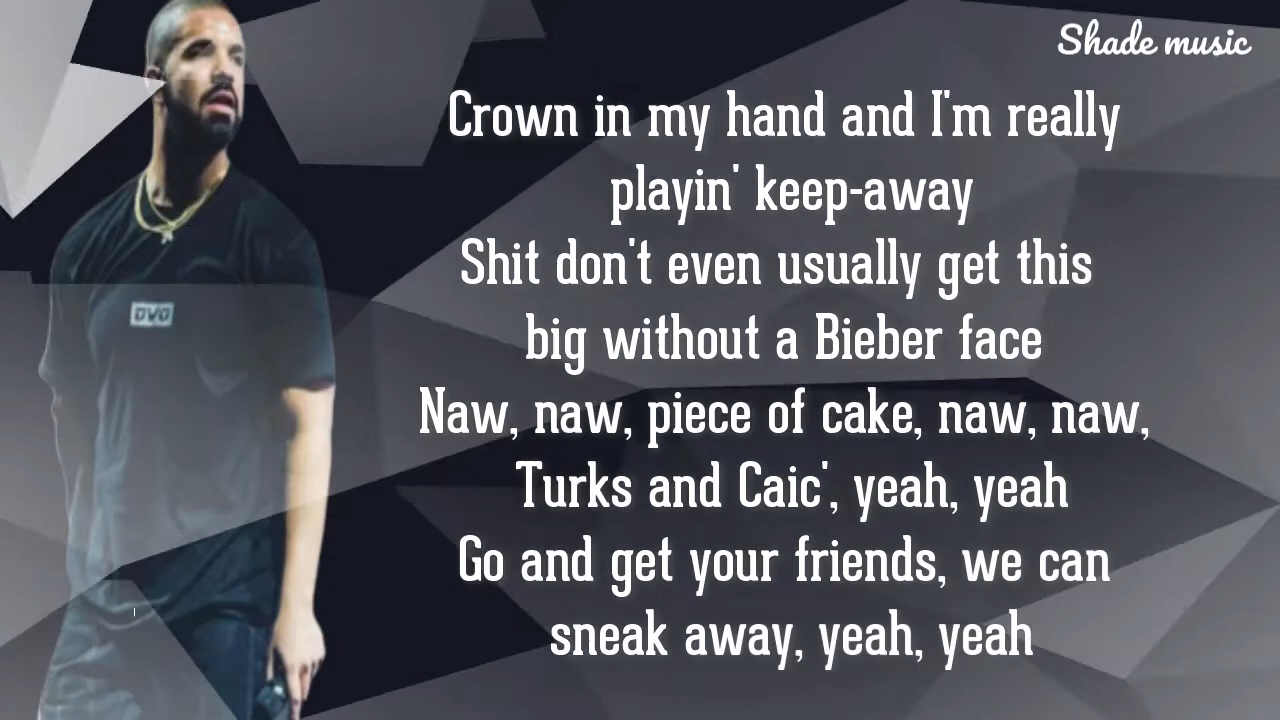 Shade music
Crown in my hand and I'm really
playin' keep-away
Shit don't even usually get this
big without a Bieber face
Naw, naw, piece of cake, naw, naw,
Turks and Caic', yeah, yeah
Go and get your friends, we can
sneak away, yeah, yeah
OVO